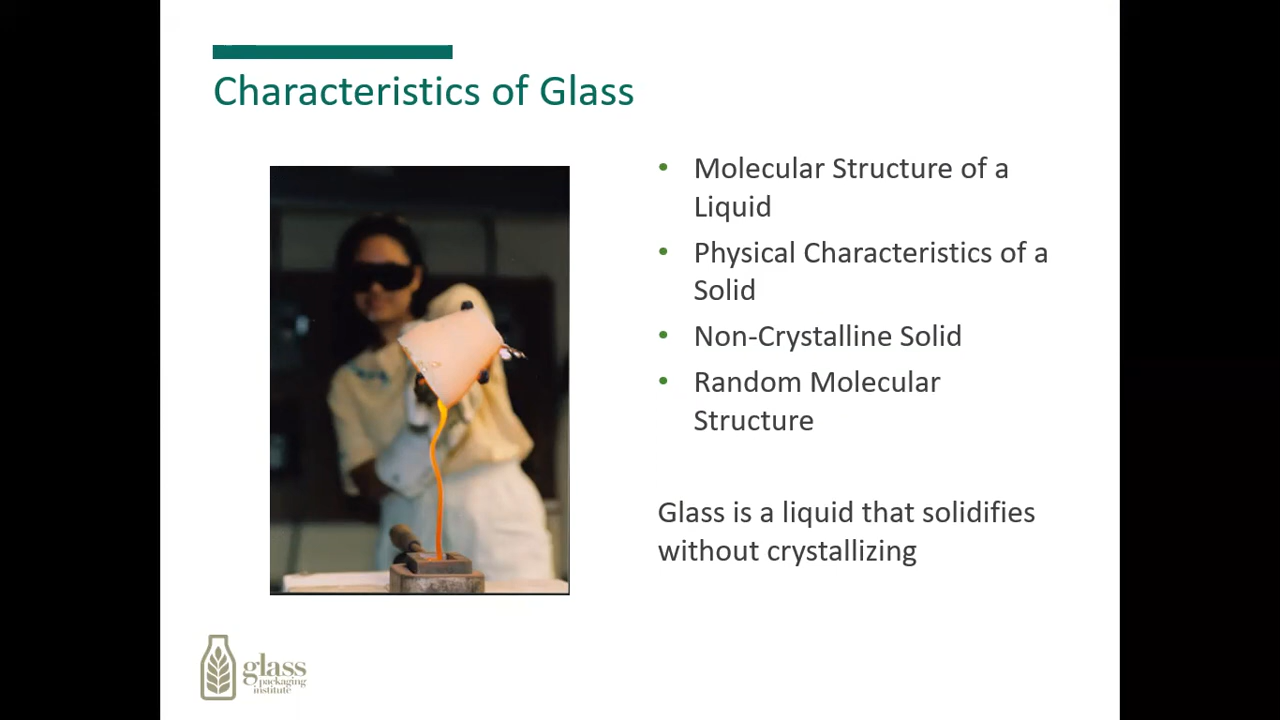 Characteristics of Glass
• Molecular Structure of a
Liquid
• Physical Characteristics of a
Solid
• Non-Crystalline Solid
• Random Molecular
Structure
Glass is a liquid that solidifies
without crystallizing
glass
packaging
institute